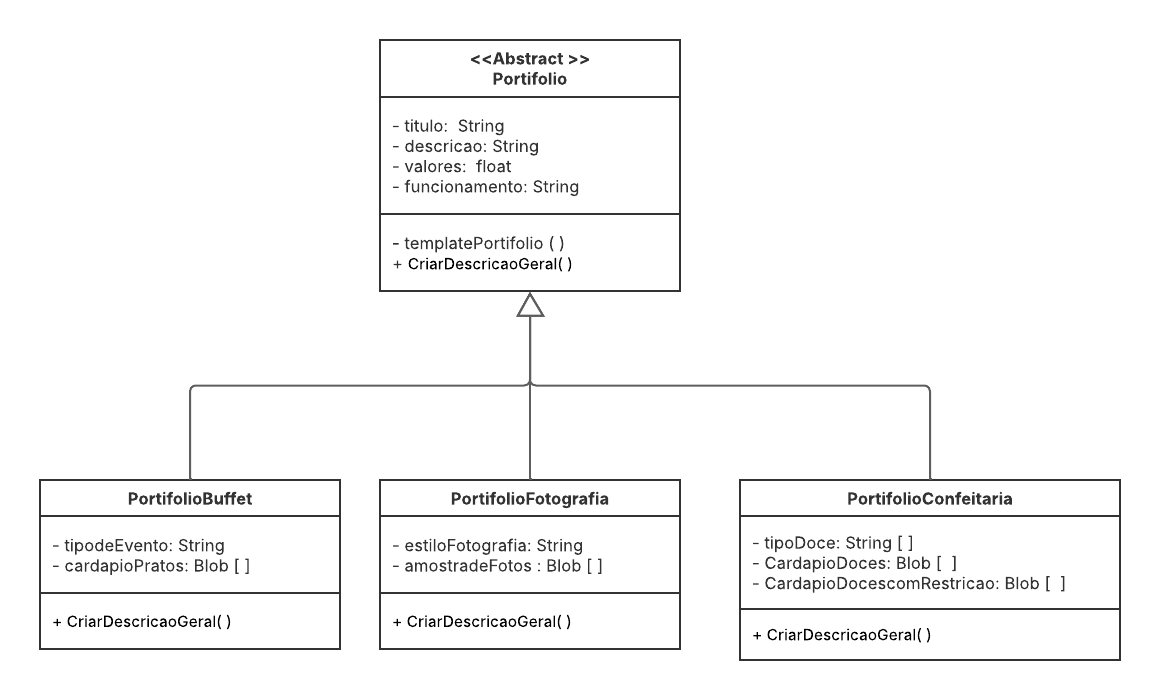 <<Abstract >>
Portifolio
- titulo:  String
- descricao: String
- valores:  float
- funcionamento: String
- templatePortifolio ( )
+ CriarDescricaoGeral( )
PortifolioBuffet
- tipodeEvento: String
- cardapioPratos: Blob [ ]
+ CriarDescricaoGeral( )
PortifolioFotografia
- estiloFotografia: String
- amostradeFotos : Blob [ ]
+ CriarDescricaoGeral( )
PortifolioConfeitaria
- tipoDoce: String [ ]
- CardapioDoces: Blob [  ]
- CardapioDocescomRestricao: Blob [  ]
+ CriarDescricaoGeral( )